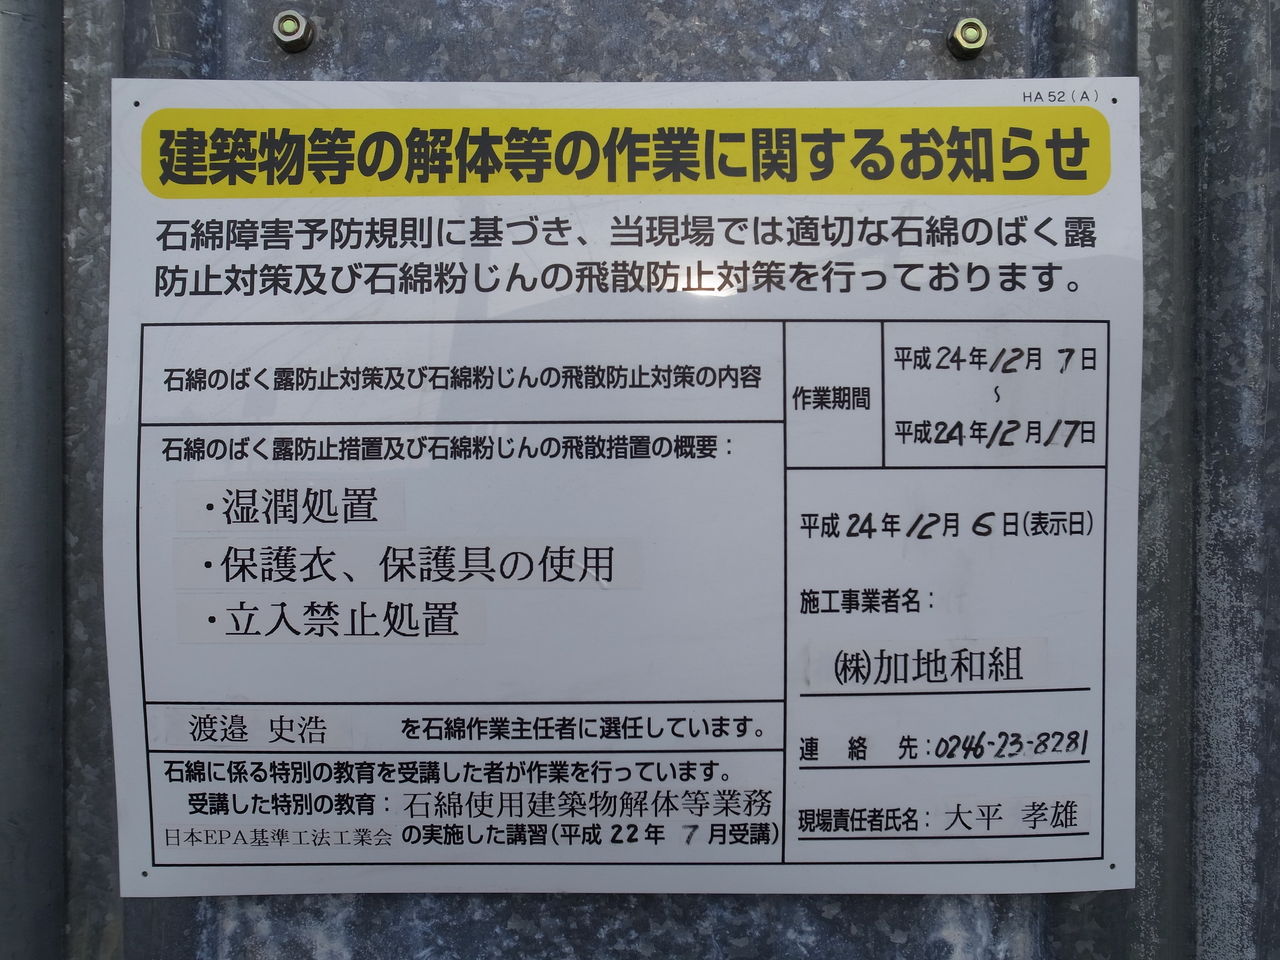 HA52(A)
建築物等の解体等の作業に関するお知らせ
石綿障害予防規則に基づき、当現場では適切な石綿のばく露
防止対策及び石綿粉じんの飛散防止対策を行っております。
石綿のばく露防止対策及び石綿粉じんの飛散防止対策の内容
石綿のばく露防止措置及び石綿粉じんの飛散措置の概要：
・湿潤処置
・保護衣、保護具の使用
・立入禁止処置
渡邉 史浩 を石綿作業主任者に選任しています。
石綿に係る特別の教育を受講した者が作業を行っています。
受講した特別の教育：石綿使用建築物解体等業務
日本EPA基準工法工業会 の実施した講習(平成22年 7月受講)
作業期間
平成24年12月 7日
~
平成24年12月17日
平成24年12月 6日(表示日)
施工事業者名：
㈱加地和組
連絡先：0246-23-8281
現場責任者氏名：大平 孝雄